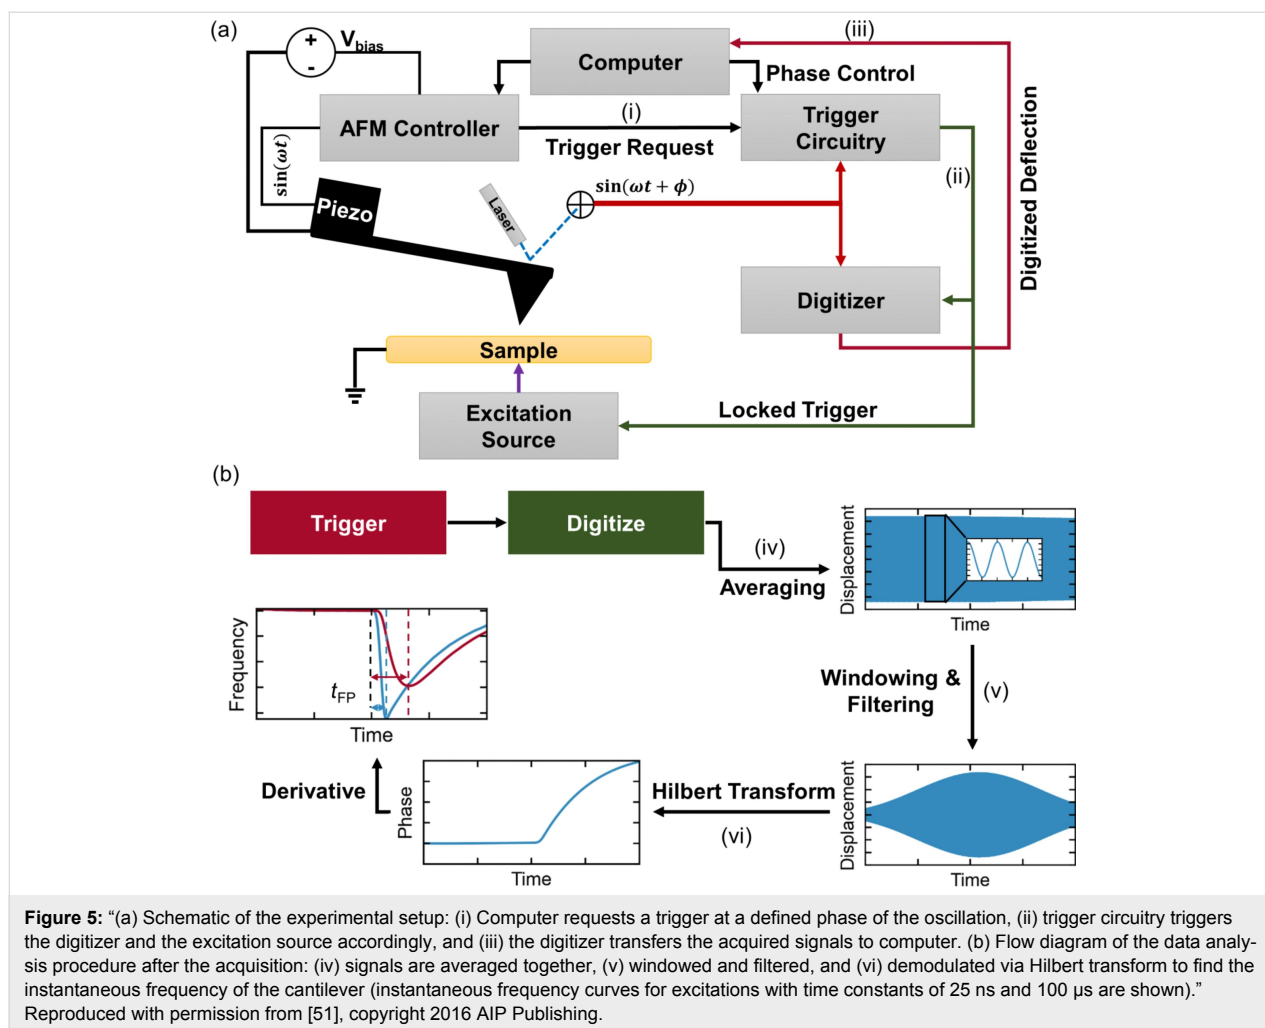 (a)
+
-
V_bias
Computer
(iii)
Phase Control
AFM Controller
(i)
Trigger Request
Trigger
Circuitry
(ii)
sin(ωt)
sin(ωt + ϕ)
Piezo
Laser
Digitized Deflection
Digitizer
Sample
Excitation
Source
Locked Trigger
(b)
Trigger
Digitize
(iv)
Averaging
Displacement
Time
Frequency
t_FP
Time
Windowing &
Filtering
(v)
Derivative
Phase
Time
Hilbert Transform
(vi)
Displacement
Time
Figure 5: “(a) Schematic of the experimental setup: (i) Computer requests a trigger at a defined phase of the oscillation, (ii) trigger circuitry triggers
the digitizer and the excitation source accordingly, and (iii) the digitizer transfers the acquired signals to computer. (b) Flow diagram of the data analy-
sis procedure after the acquisition: (iv) signals are averaged together, (v) windowed and filtered, and (vi) demodulated via Hilbert transform to find the
instantaneous frequency of the cantilever (instantaneous frequency curves for excitations with time constants of 25 ns and 100 μs are shown).”
Reproduced with permission from [51], copyright 2016 AIP Publishing.